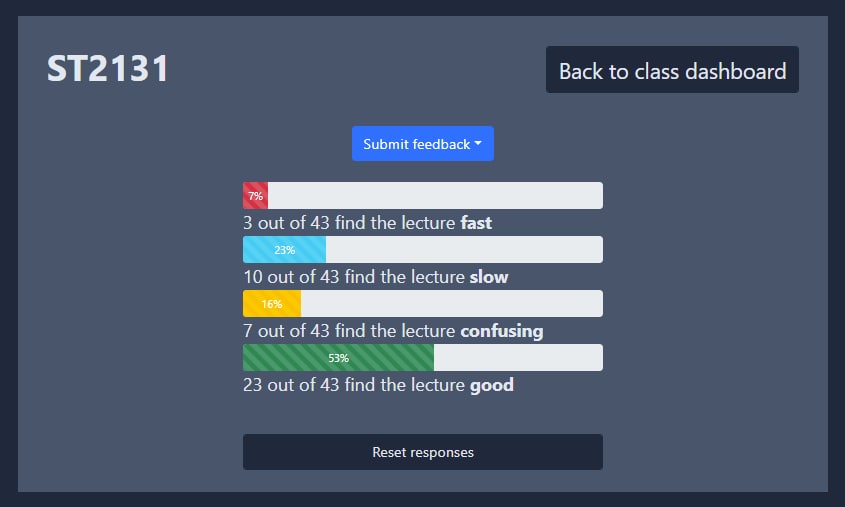 ST2131
Back to class dashboard
Submit feedback
7%
3 out of 43 find the lecture fast
23%
10 out of 43 find the lecture slow
16%
7 out of 43 find the lecture confusing
53%
23 out of 43 find the lecture good
Reset responses